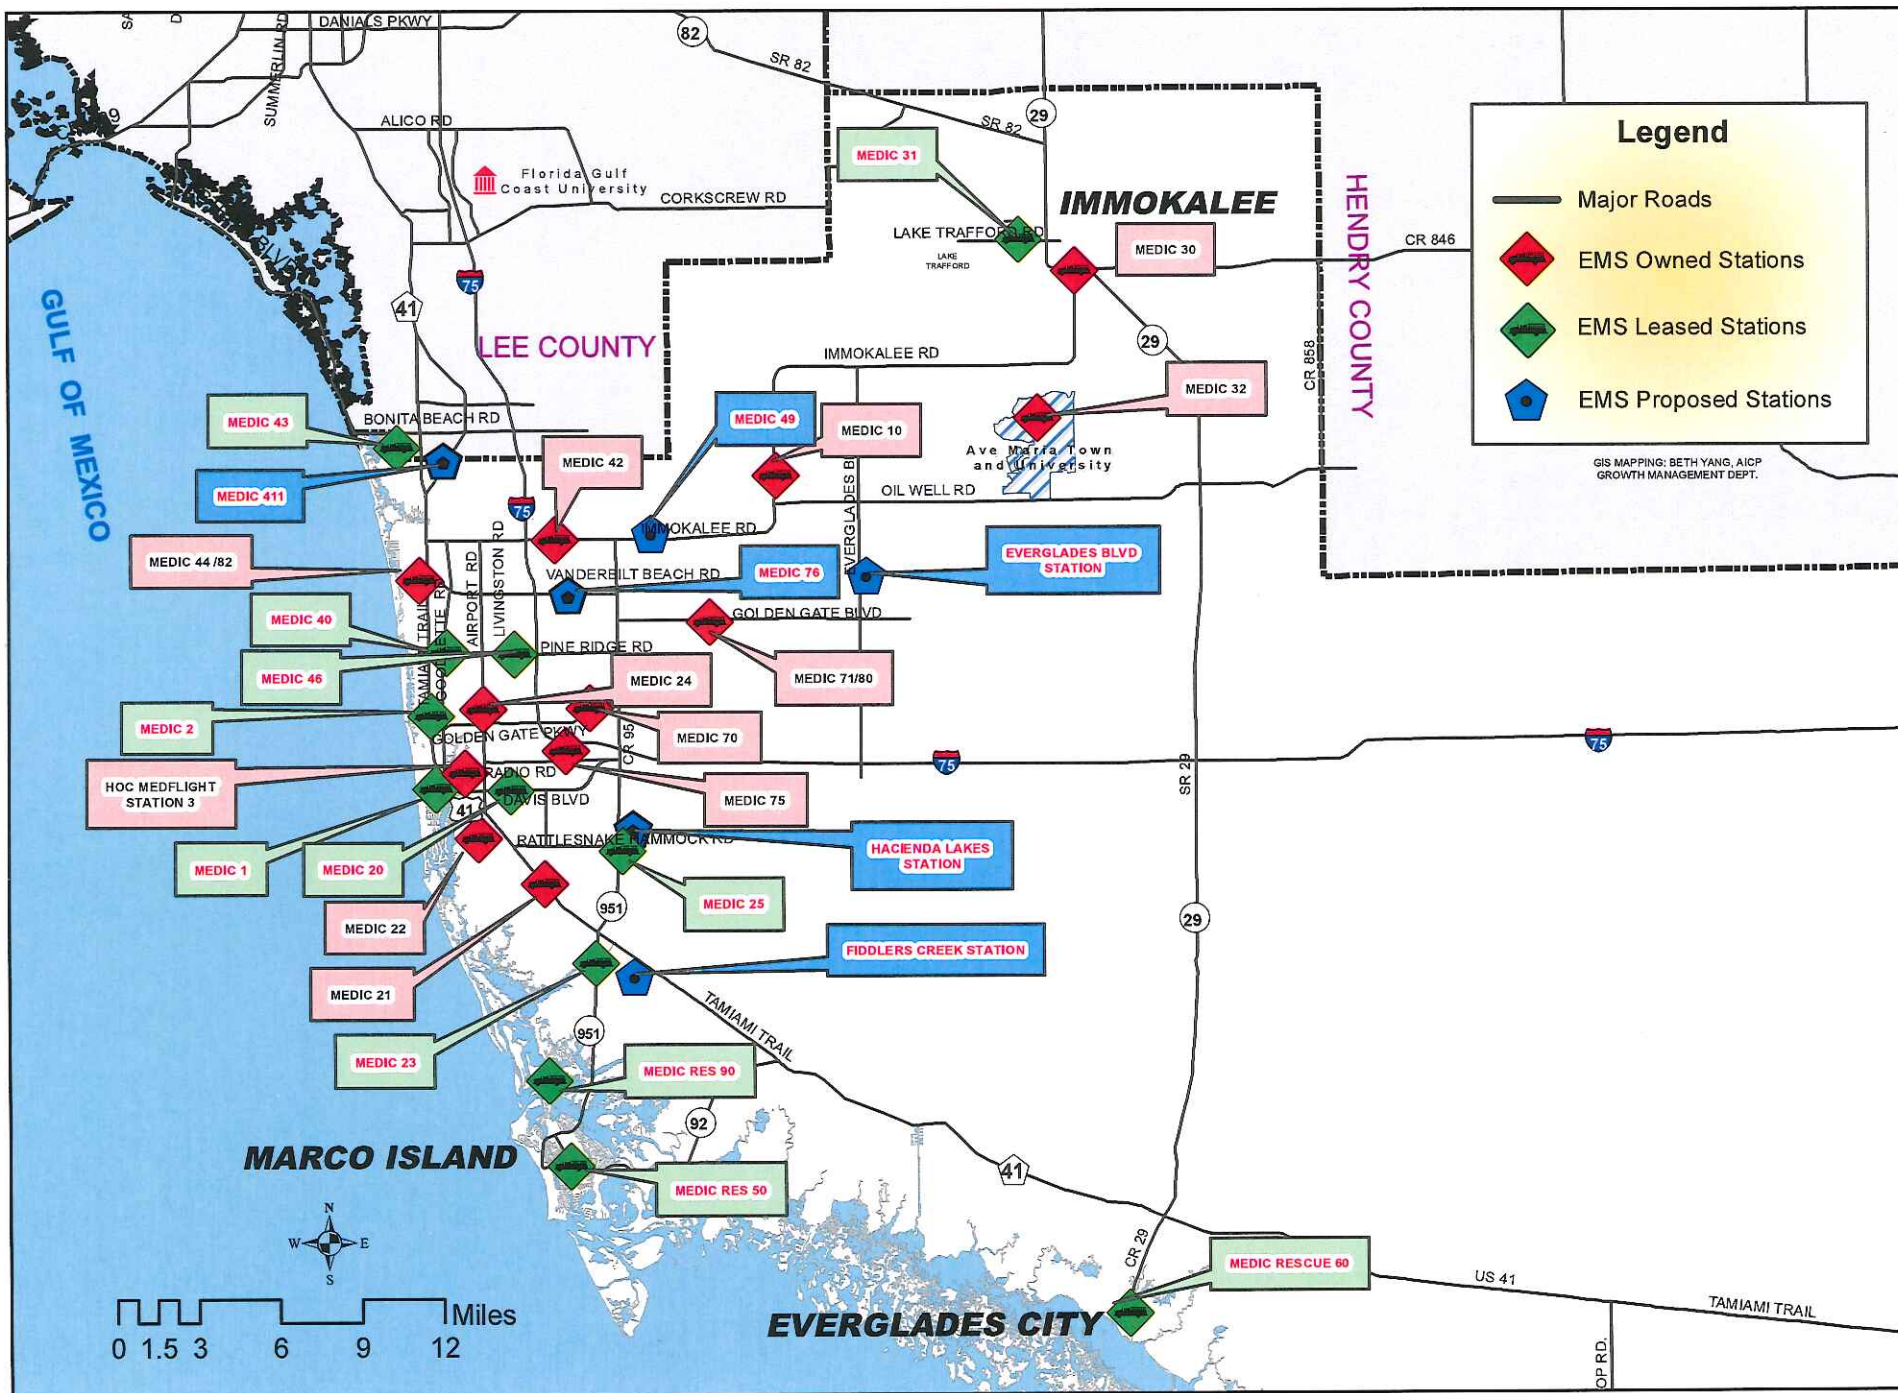 DANIALS PKWY
SUMMERLIN RD
82
SR 82
29
SR 82
ALICO RD
Florida Gulf
Coast University
CORKSCREW RD
MEDIC 31
IMMOKALEE
LAKE TRAFFORD RD
LAKE
TRAFFORD
MEDIC 30
CR 846
HENDRY COUNTY
Legend
Major Roads
EMS Owned Stations
EMS Leased Stations
EMS Proposed Stations
GIS MAPPING: BETH YANG, AICP
GROWTH MANAGEMENT DEPT.
BLVD
75
41
GULF OF MEXICO
LEE COUNTY
IMMOKALEE RD
29
CR 858
MEDIC 32
MEDIC 43
BONITA BEACH RD
MEDIC 49
MEDIC 10
MEDIC 42
Ave Maria Town
and University
MEDIC 411
OIL WELL RD
75
IMMOKALEE RD
EVERGLADES BL
MEDIC 44 /82
VANDERBILT BEACH RD
MEDIC 76
EVERGLADES BLVD
STATION
LIVINGSTON RD
AIRPORT RD
TAMIAMI TRAIL
GOLDEN GATE BLVD
MEDIC 40
PINE RIDGE RD
MEDIC 46
MEDIC 24
MEDIC 71/80
MEDIC 2
GOLDEN GATE PKWY
MEDIC 70
CR 95
75
75
SR 29
HOC MEDFLIGHT
STATION 3
RADIO RD
DAVIS BLVD
MEDIC 75
41
RATTLESNAKE HAMMOCK RD
HACIENDA LAKES
STATION
MEDIC 1
MEDIC 20
MEDIC 25
951
29
MEDIC 22
FIDDLERS CREEK STATION
MEDIC 21
TAMIAMI TRAIL
951
MEDIC 23
MEDIC RES 90
92
MARCO ISLAND
MEDIC RES 50
41
N
W
E
S
CR 29
MEDIC RESCUE 60
US 41
TAMIAMI TRAIL
EVERGLADES CITY
Miles
0 1.5 3 6 9 12
OP RD.